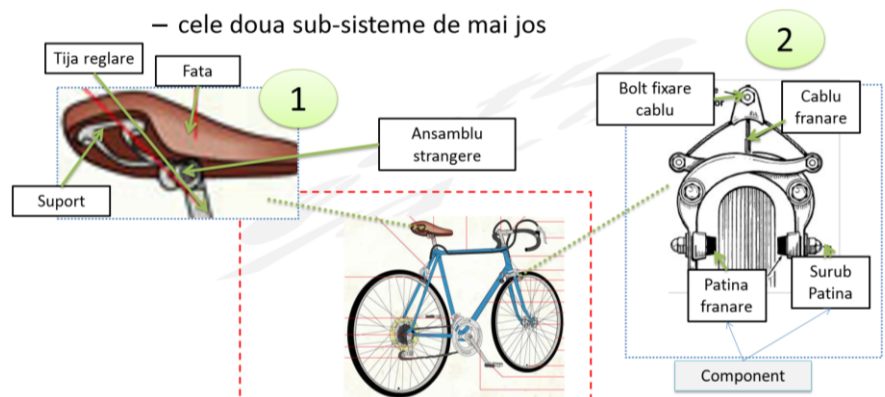 – cele doua sub-sisteme de mai jos
Tija reglare
Fata
1
Ansamblu
strangere
Suport
2
Bolt fixare
cablu
Cablu
franare
Patina
franare
Surub
Patina
Component